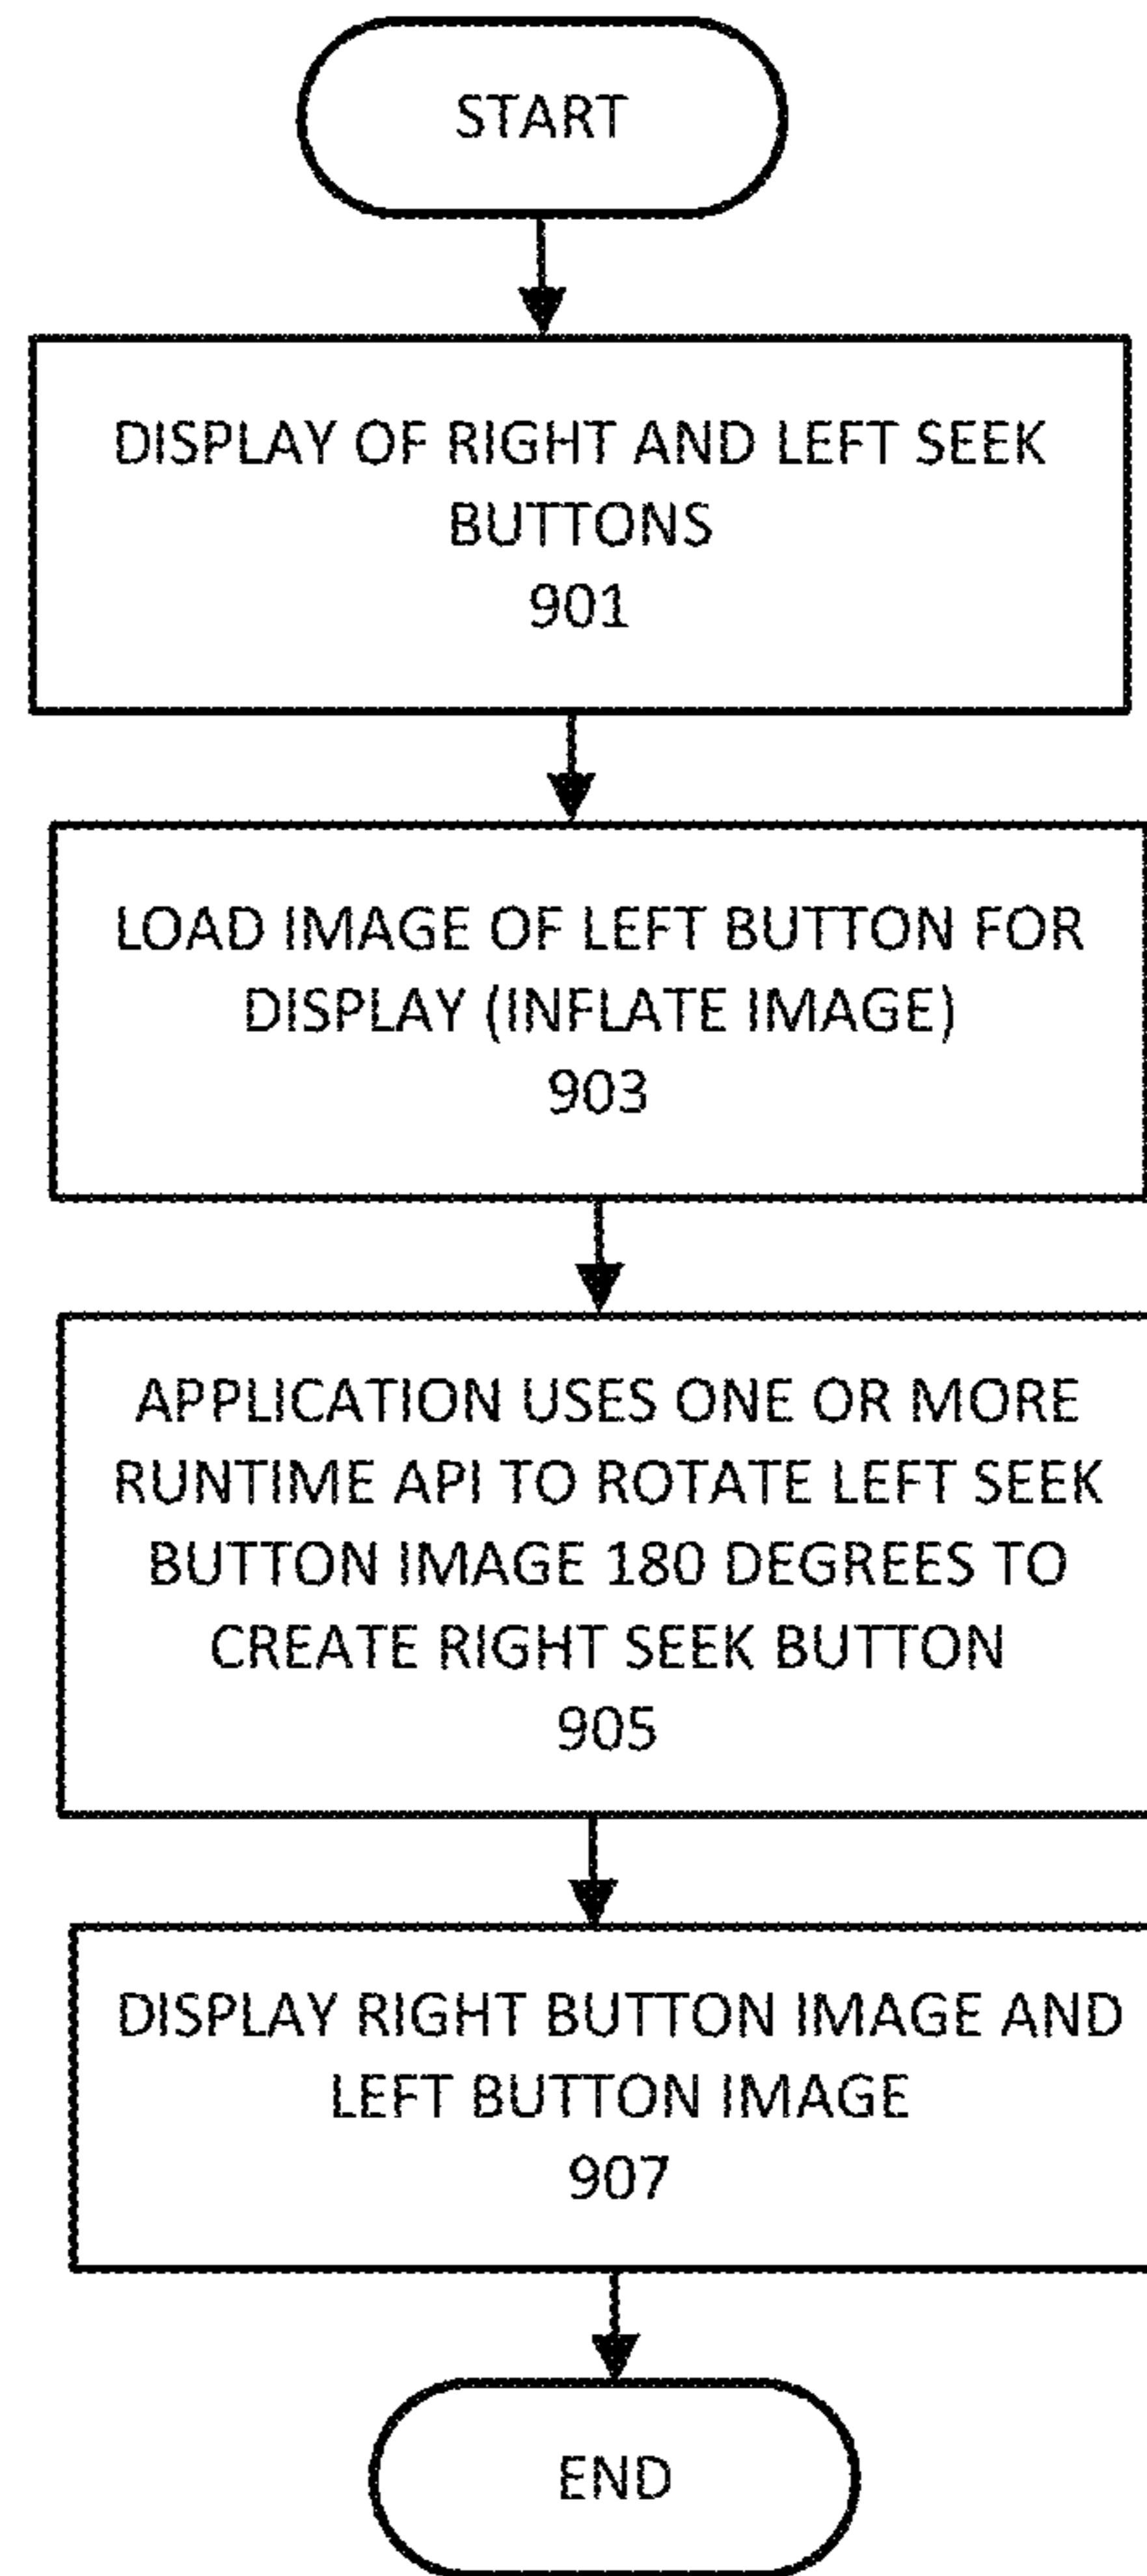 START
DISPLAY OF RIGHT AND LEFT SEEK
BUTTONS
901
LOAD IMAGE OF LEFT BUTTON FOR
DISPLAY (INFLATE IMAGE)
903
APPLICATION USES ONE OR MORE
RUNTIME API TO ROTATE LEFT SEEK
BUTTON IMAGE 180 DEGREES TO
CREATE RIGHT SEEK BUTTON
905
DISPLAY RIGHT BUTTON IMAGE AND
LEFT BUTTON IMAGE
907
END